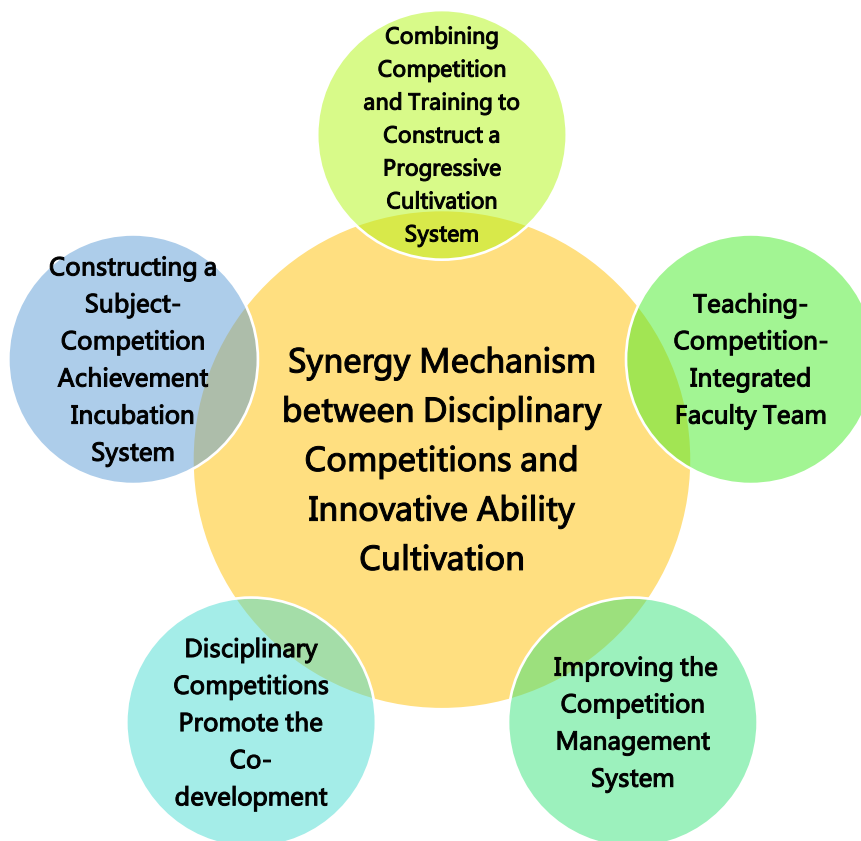 Combining
Competition
and Training to
Construct a
Progressive
Cultivation
System
Constructing a
Subject-
Competition
Achievement
Incubation
System
Teaching-
Competition-
Integrated
Faculty Team
Synergy Mechanism
between Disciplinary
Competitions and
Innovative Ability
Cultivation
Disciplinary
Competitions
Promote the
Co-
development
Improving the
Competition
Management
System